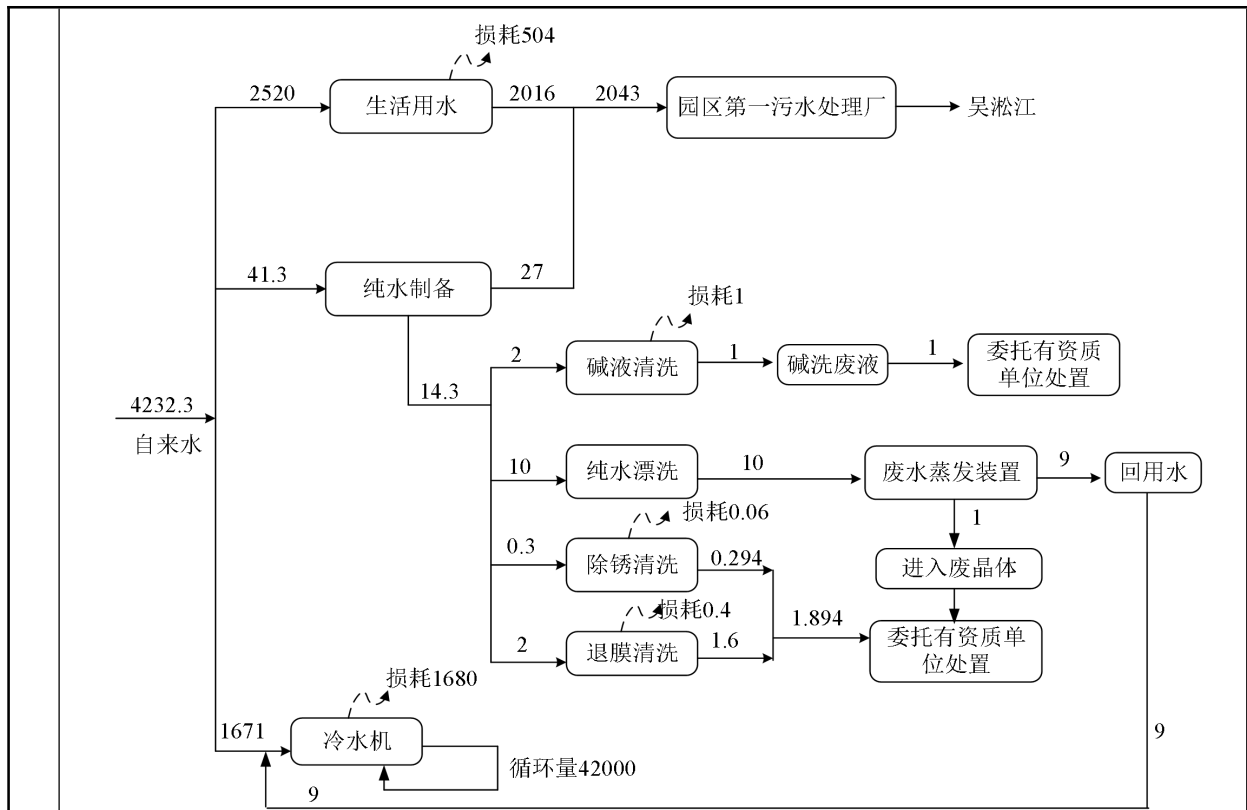 损耗504
2520
生活用水
2016
2043
园区第一污水处理厂
吴淞江
41.3
纯水制备
27
损耗1
2
碱液清洗
1
碱洗废液
1
委托有资质
单位处置
14.3
4232.3
自来水
10
纯水漂洗
10
废水蒸发装置
9
回用水
损耗0.06
1
0.3
除锈清洗
0.294
进入废晶体
损耗0.4
2
退膜清洗
1.6
1.894
委托有资质单
位处置
损耗1680
1671
冷水机
循环量42000
9
9